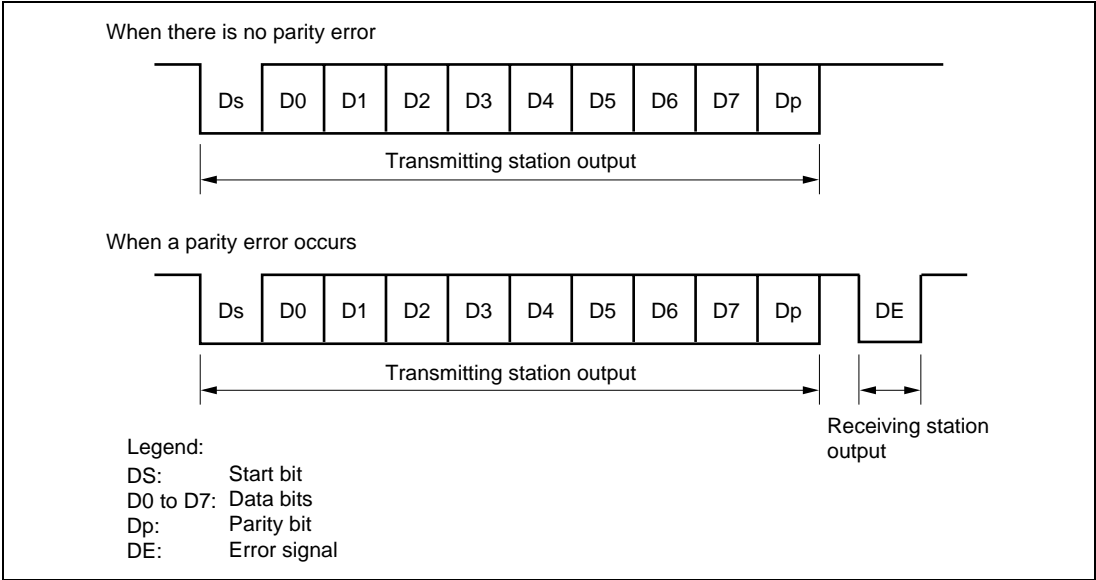 When there is no parity error
Ds D0 D1 D2 D3 D4 D5 D6 D7 Dp
Transmitting station output
When a parity error occurs
Ds D0 D1 D2 D3 D4 D5 D6 D7 Dp DE
Transmitting station output
Receiving station
output
Legend:
DS: Start bit
D0 to D7: Data bits
Dp: Parity bit
DE: Error signal